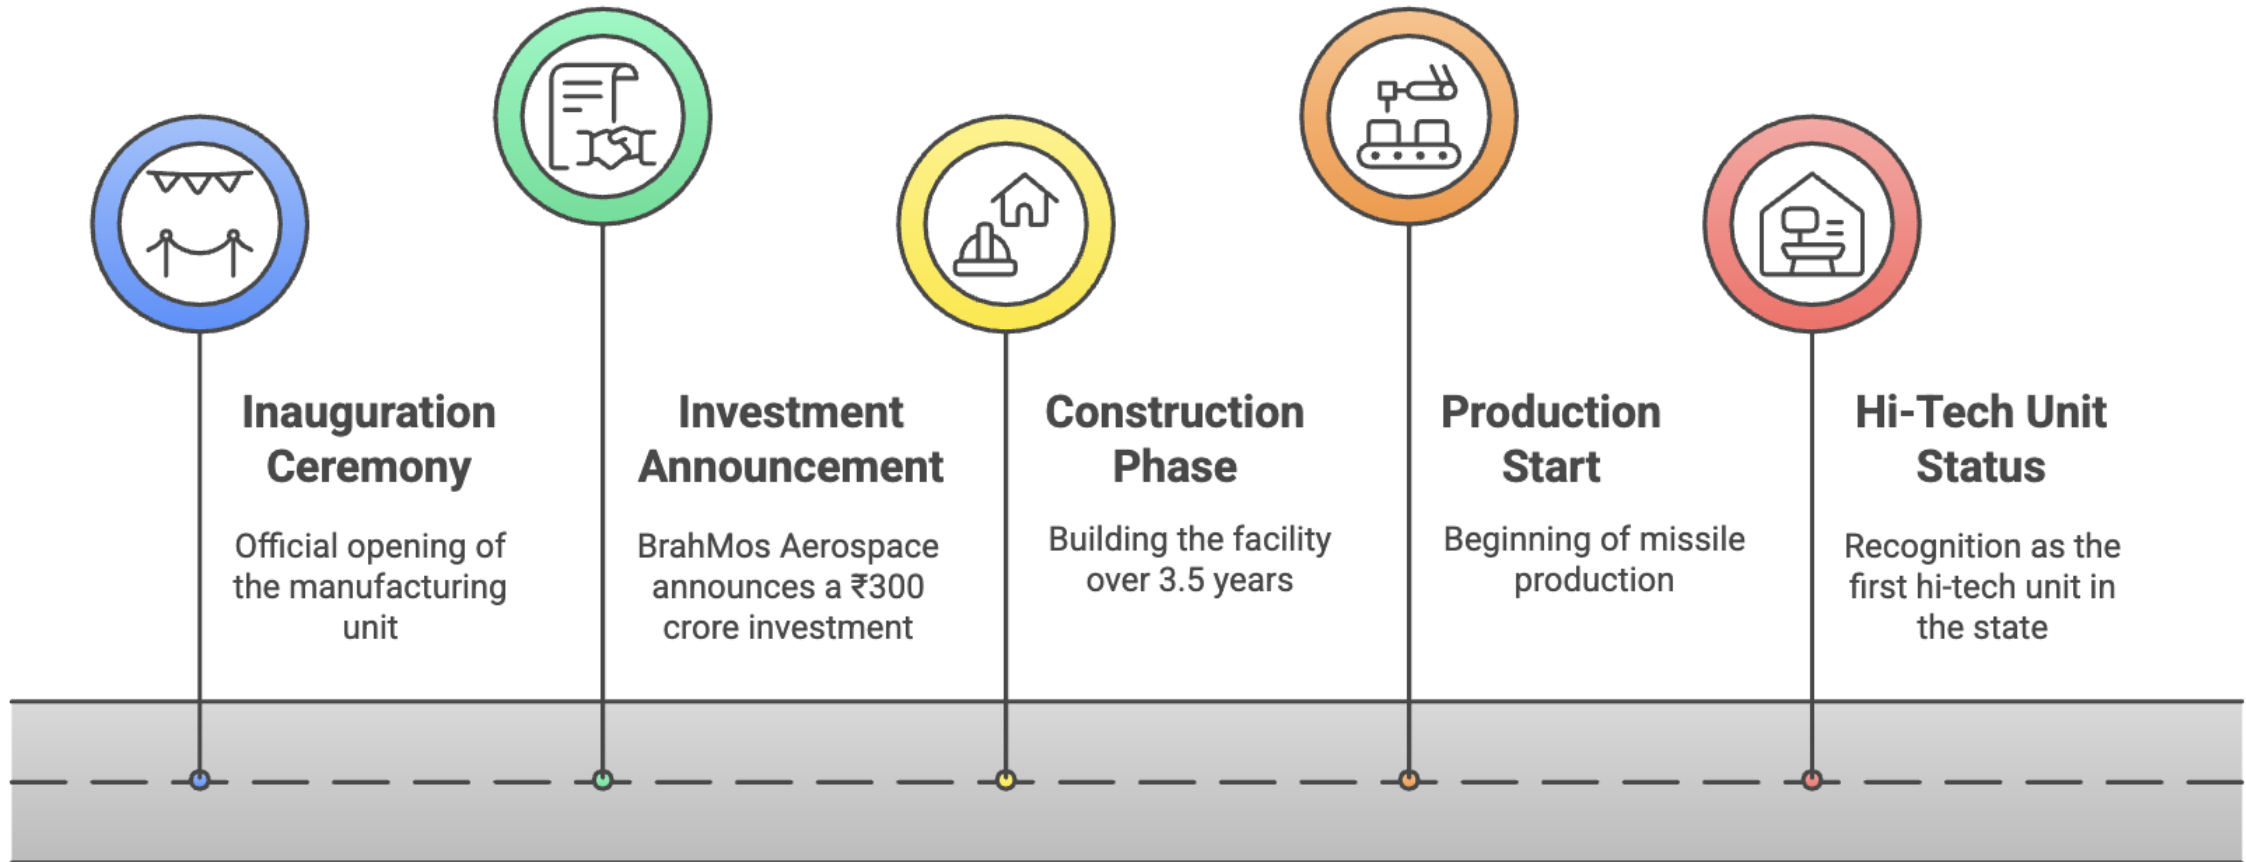 Inauguration
Ceremony
Official opening of
the manufacturing
unit
Investment
Announcement
BrahMos Aerospace
announces a ₹300
crore investment
Construction
Phase
Building the facility
over 3.5 years
Production
Start
Beginning of missile
production
Hi-Tech Unit
Status
Recognition as the
first hi-tech unit in
the state